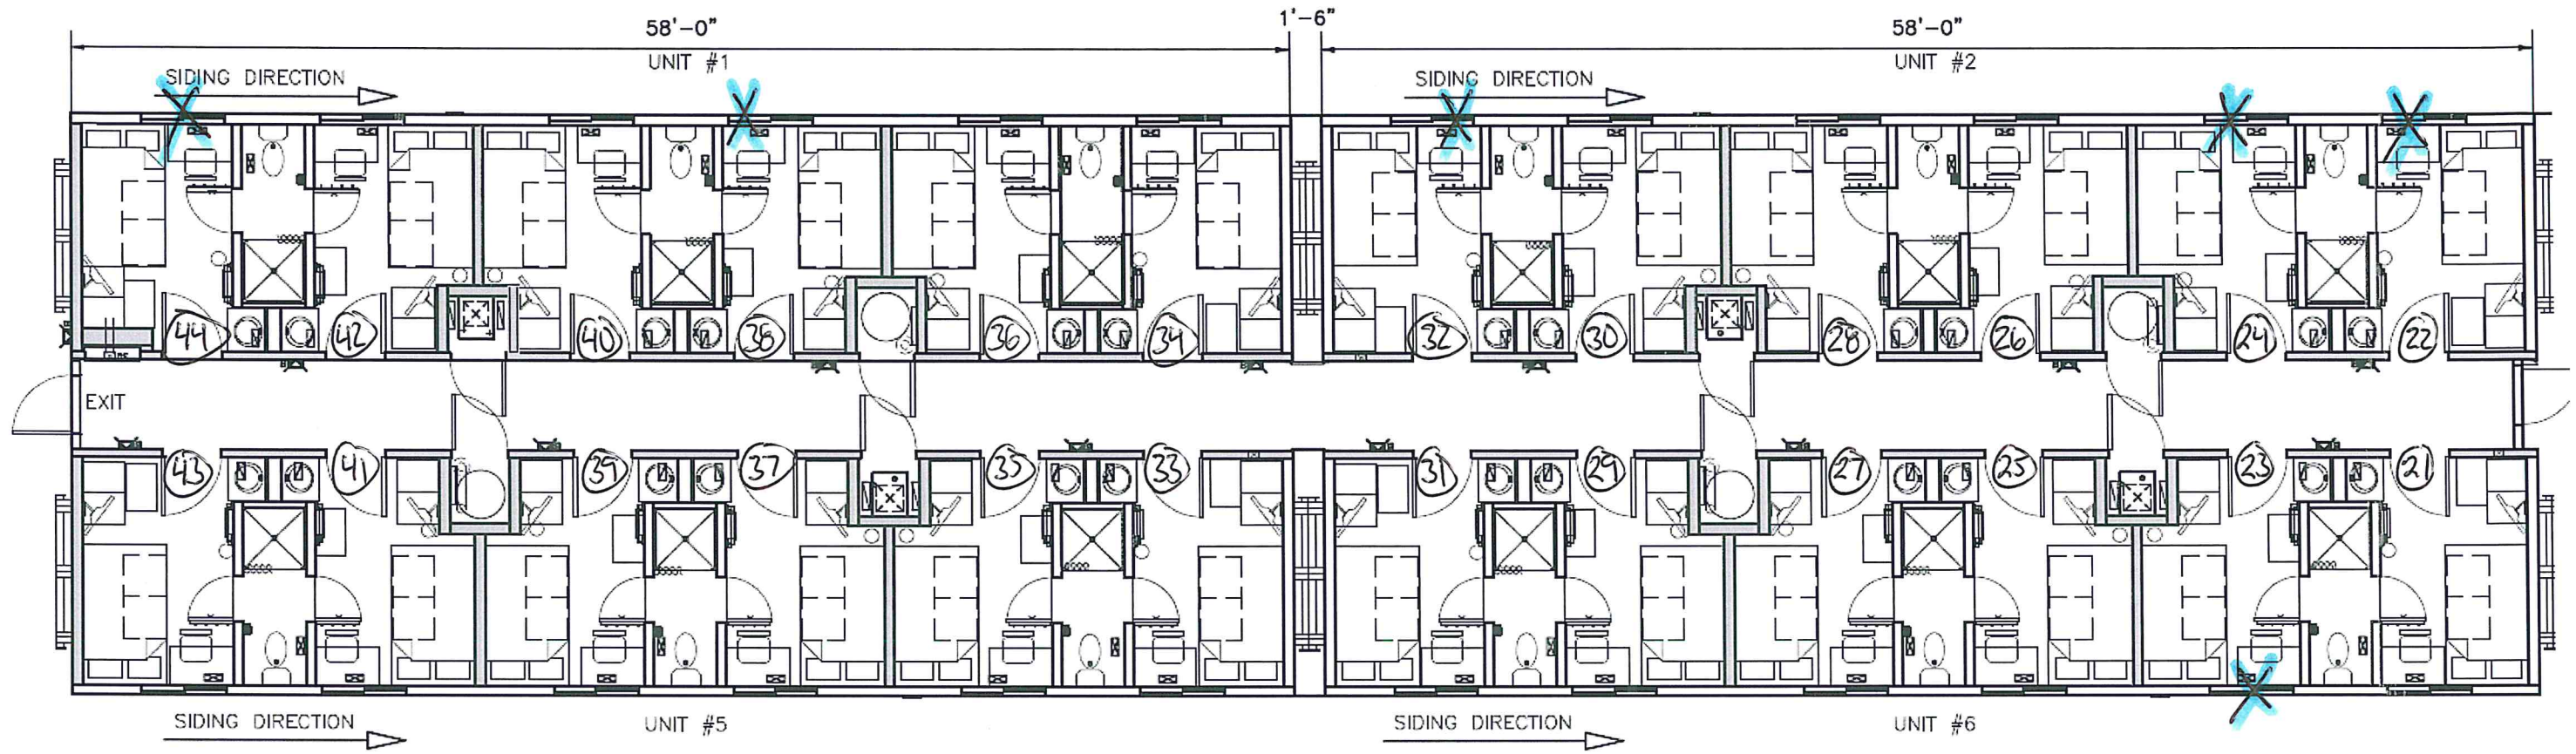 58'-0" 1'-6" 58'-0"
UNIT #1 UNIT #2
SIDING DIRECTION SIDING DIRECTION
44 42 40 38 36 34 32 30 28 26 24 22
EXIT
43 41 39 37 35 33 31 29 27 25 23 21
SIDING DIRECTION UNIT #5 SIDING DIRECTION UNIT #6